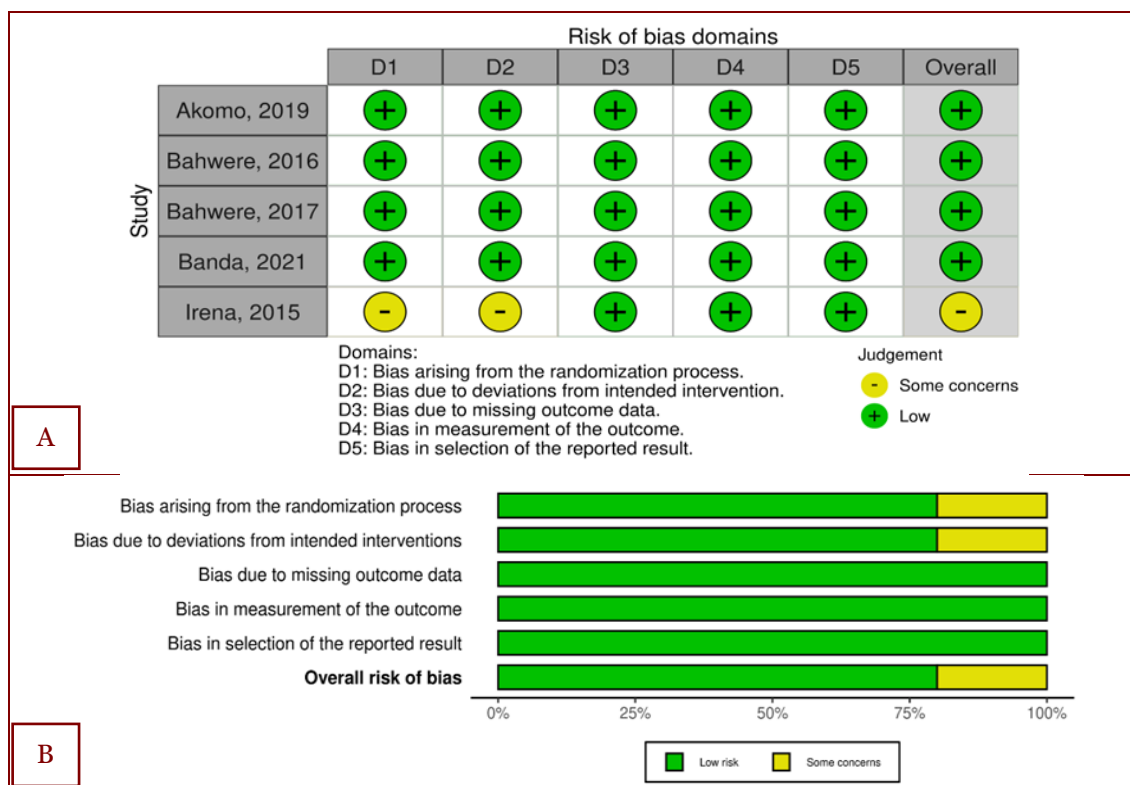 Risk of bias domains
D1 D2 D3 D4 D5 Overall
Study
Akomo, 2019 + + + + + +
Bahwere, 2016 + + + + + +
Bahwere, 2017 + + + + + +
Banda, 2021 + + + + + +
Irena, 2015 - - + + + -
Domains:
D1: Bias arising from the randomization process.
D2: Bias due to deviations from intended intervention.
D3: Bias due to missing outcome data.
D4: Bias in measurement of the outcome.
D5: Bias in selection of the reported result.
Judgement
- Some concerns
+ Low
A
Bias arising from the randomization process
Bias due to deviations from intended interventions
Bias due to missing outcome data
Bias in measurement of the outcome
Bias in selection of the reported result
Overall risk of bias
0% 25% 50% 75% 100%
Low risk Some concerns
B